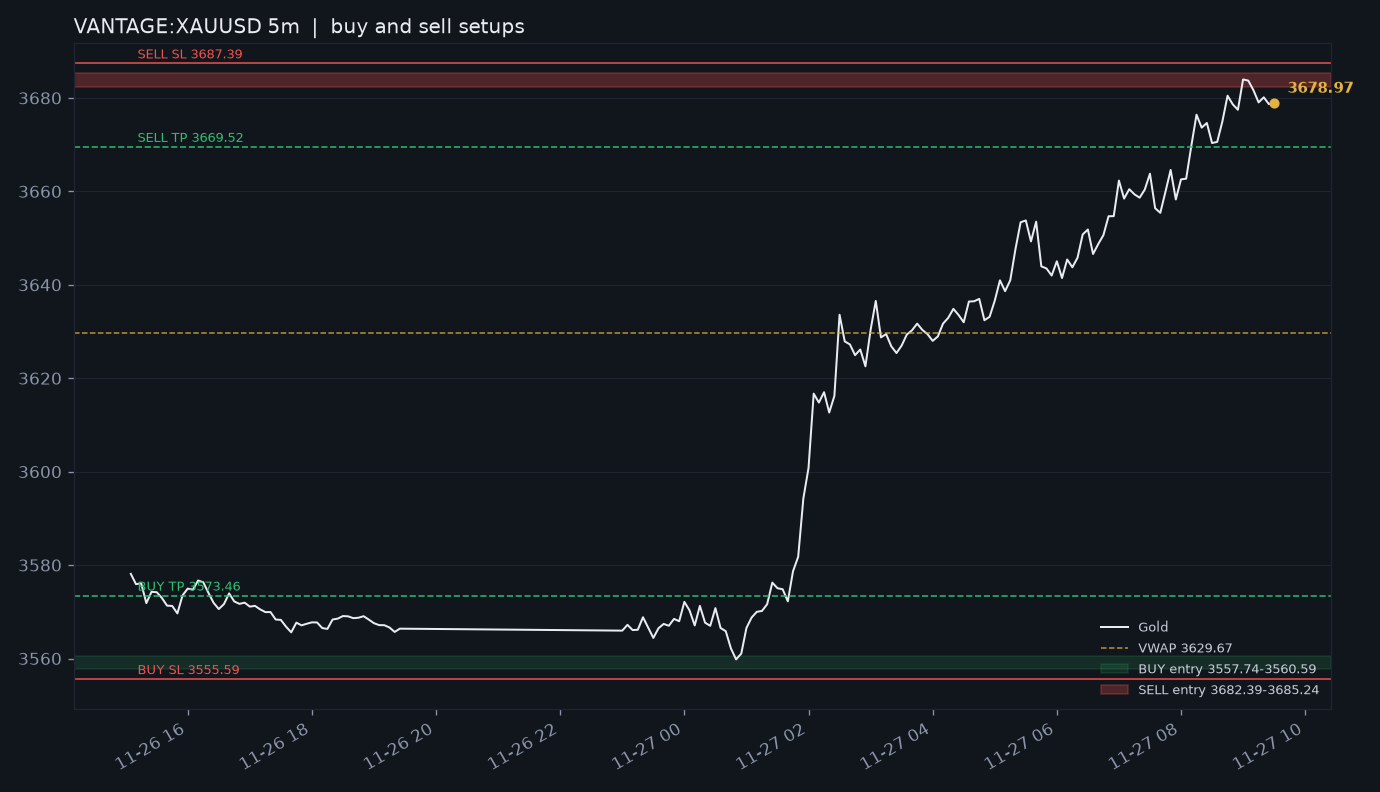 VANTAGE:XAUUSD 5m | buy and sell setups
SELL SL 3687.39
3678.97
3680
SELL TP 3669.52
3660
3640
3620
3600
3580
BUY TP 3573.46
3560
BUY SL 3555.59
Gold
VWAP 3629.67
BUY entry 3557.74-3560.59
SELL entry 3682.39-3685.24
11-26 16
11-26 18
11-26 20
11-26 22
11-27 00
11-27 02
11-27 04
11-27 06
11-27 08
11-27 10